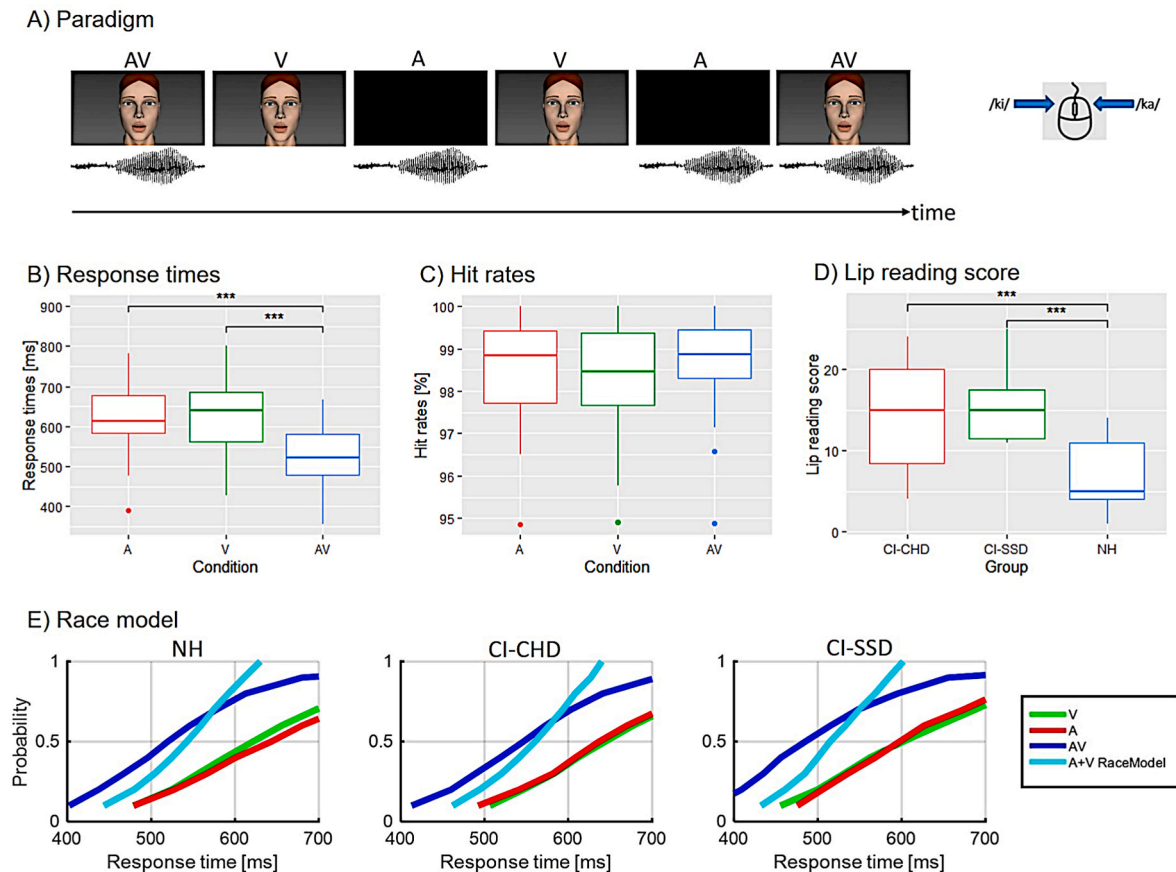 A) Paradigm
AV V A V A AV
/ki/ /ka/
time
B) Response times
***
***
900
800
700
600
500
400
Response times [ms]
A V AV
Condition
C) Hit rates
100
99
98
97
96
95
Hit rates [%]
A V AV
Condition
D) Lip reading score
***
***
20
10
0
Lip reading score
CI-CHD CI-SSD NH
Group
E) Race model
NH CI-CHD CI-SSD
Probability
1
0.5
0
400 500 600 700
Response time [ms]
1
0.5
0
400 500 600 700
Response time [ms]
1
0.5
0
400 500 600 700
Response time [ms]
V
A
AV
A+V RaceModel